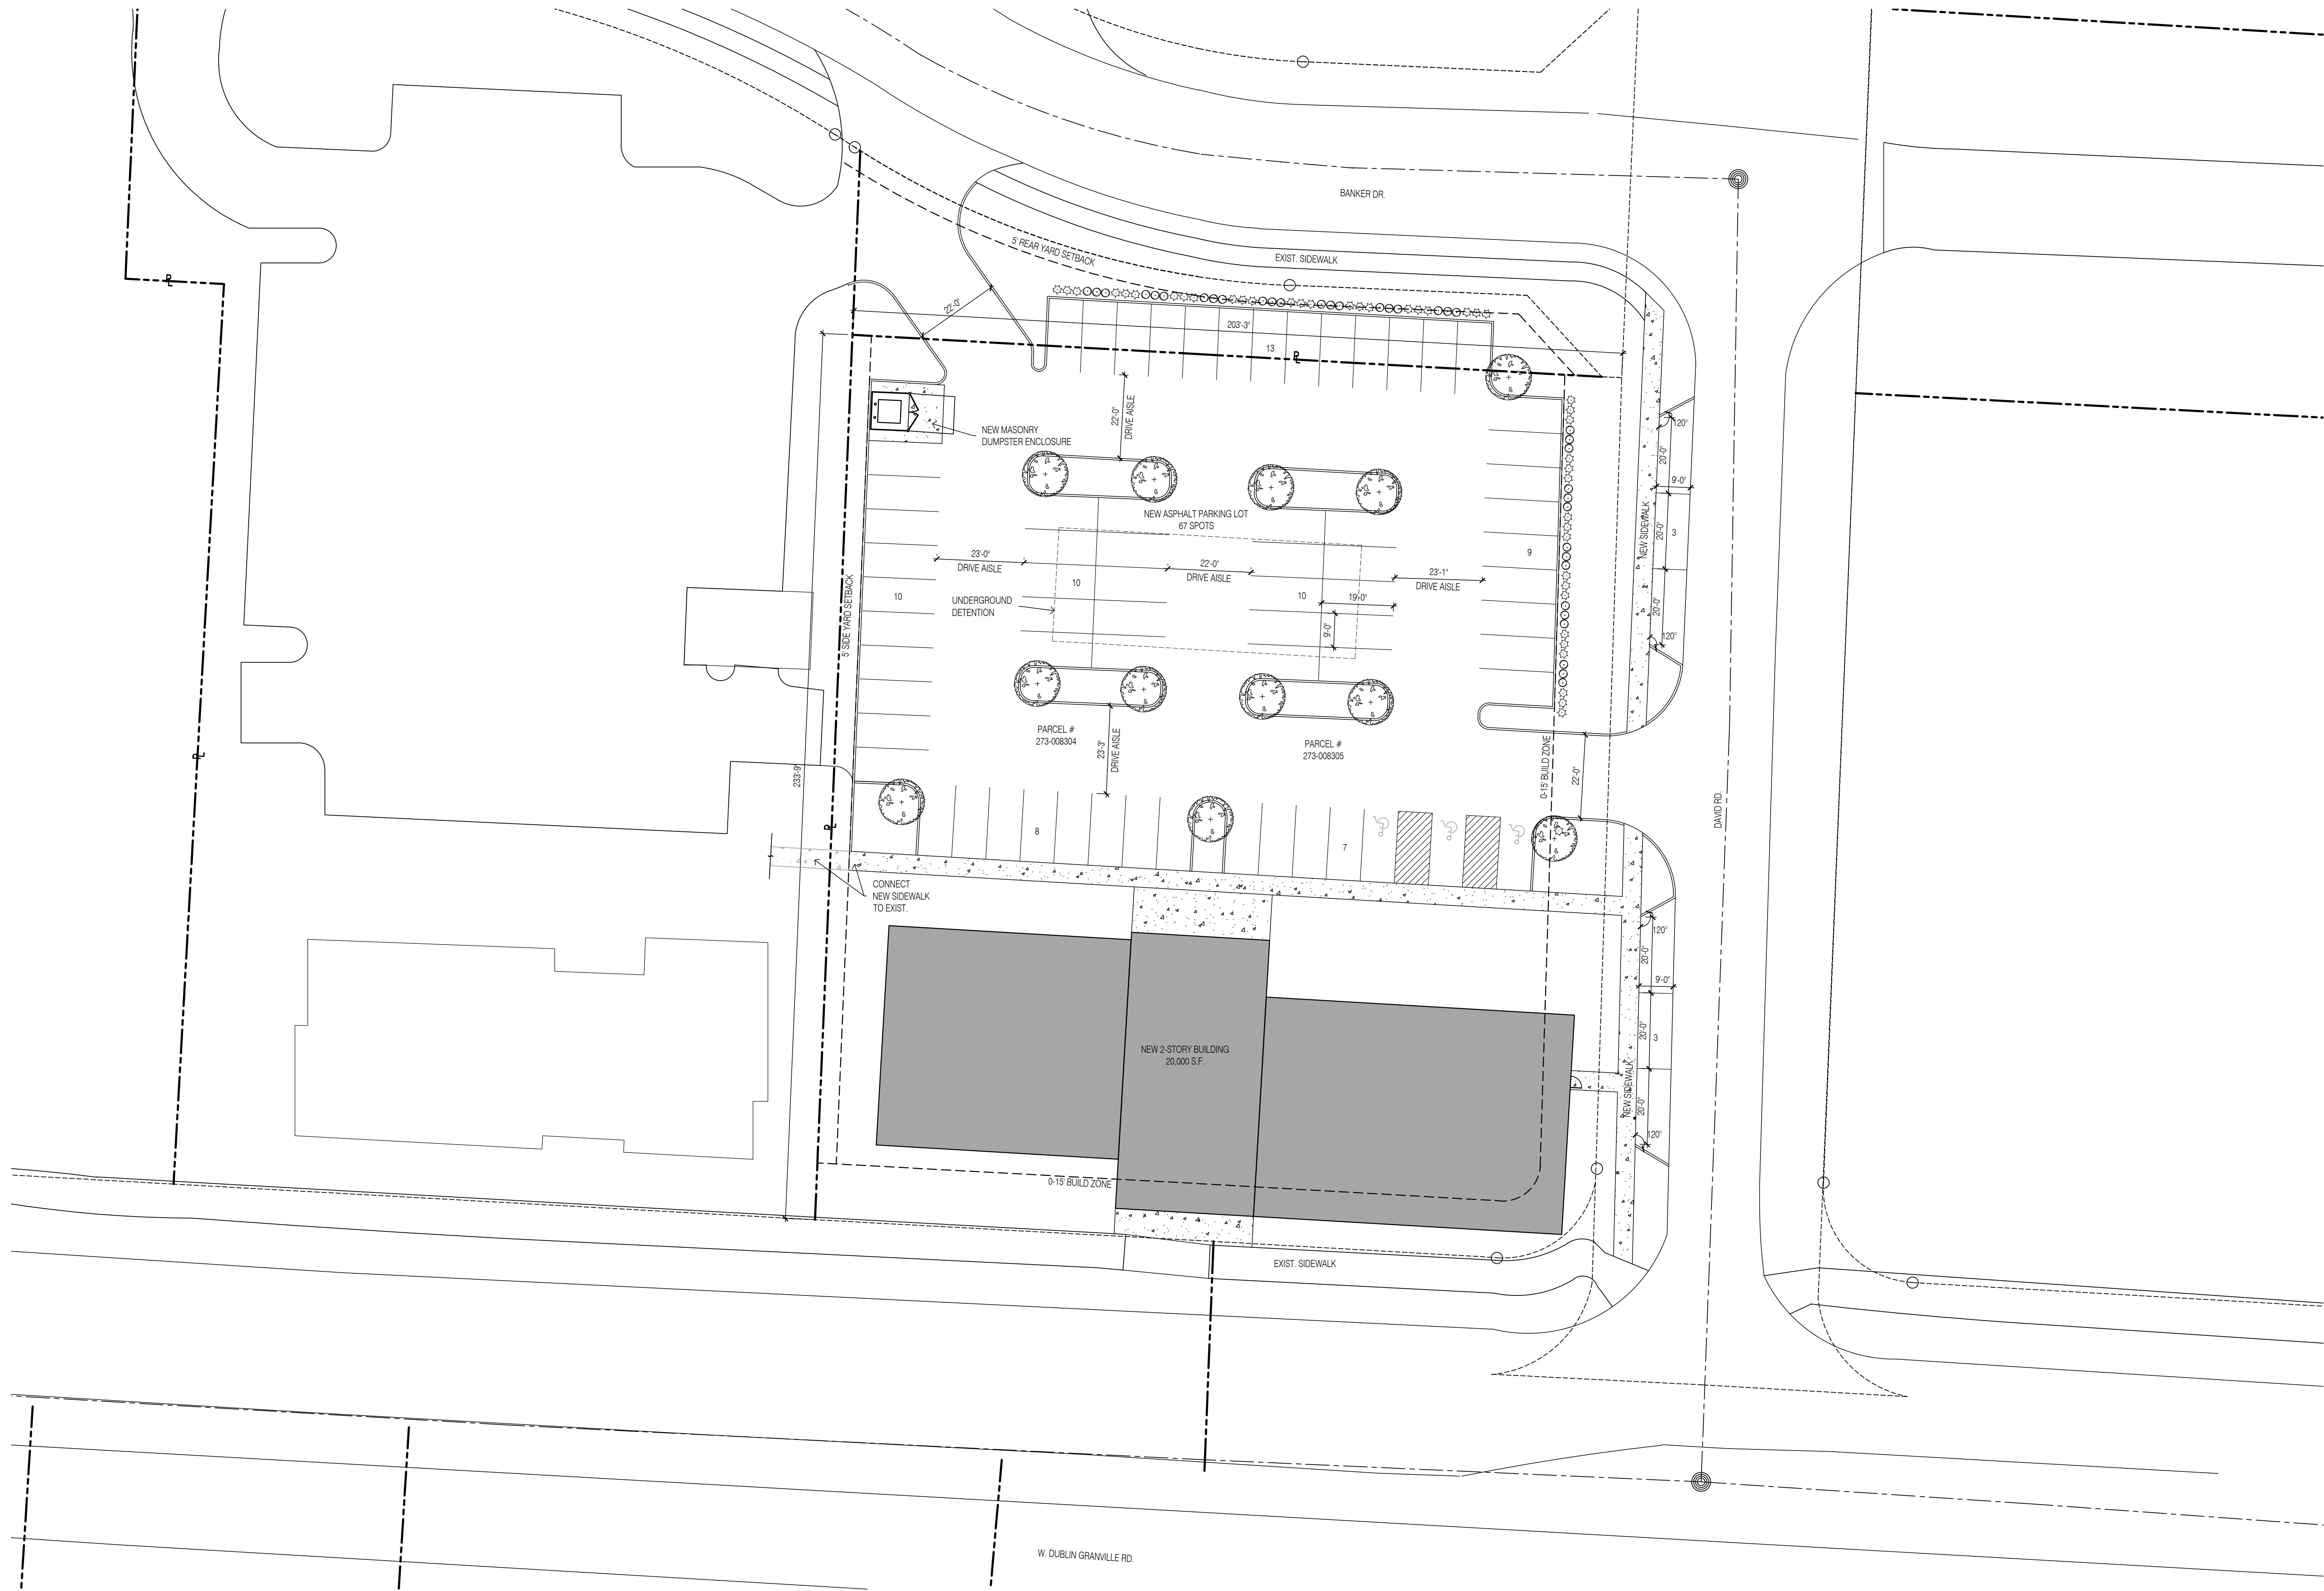 BANKER DR.
5' REAR YARD SETBACK
EXIST. SIDEWALK
22'-0"
203'-3"
13
PL
PL
22'-0"
DRIVE AISLE
NEW MASONRY
DUMPSTER ENCLOSURE
120°
20'-0"
9'-0"
NEW SIDEWALK
20'-0"
3
20'-0"
120°
NEW ASPHALT PARKING LOT
67 SPOTS
9
23'-0"
DRIVE AISLE
22'-0"
DRIVE AISLE
23'-1"
DRIVE AISLE
10
10
10
19'-0"
9'-0"
UNDERGROUND
DETENTION
5' SIDE YARD SETBACK
PARCEL #
273-008304
23'-3"
DRIVE AISLE
PARCEL #
273-008305
0-15' BUILD ZONE
22'-0"
DAVID RD.
PL
233'-9"
PL
8
7
CONNECT
NEW SIDEWALK
TO EXIST.
120°
20'-0"
9'-0"
20'-0"
3
NEW SIDEWALK
20'-0"
120°
NEW 2-STORY BUILDING
20,000 S.F.
0-15' BUILD ZONE
EXIST. SIDEWALK
W. DUBLIN GRANVILLE RD.